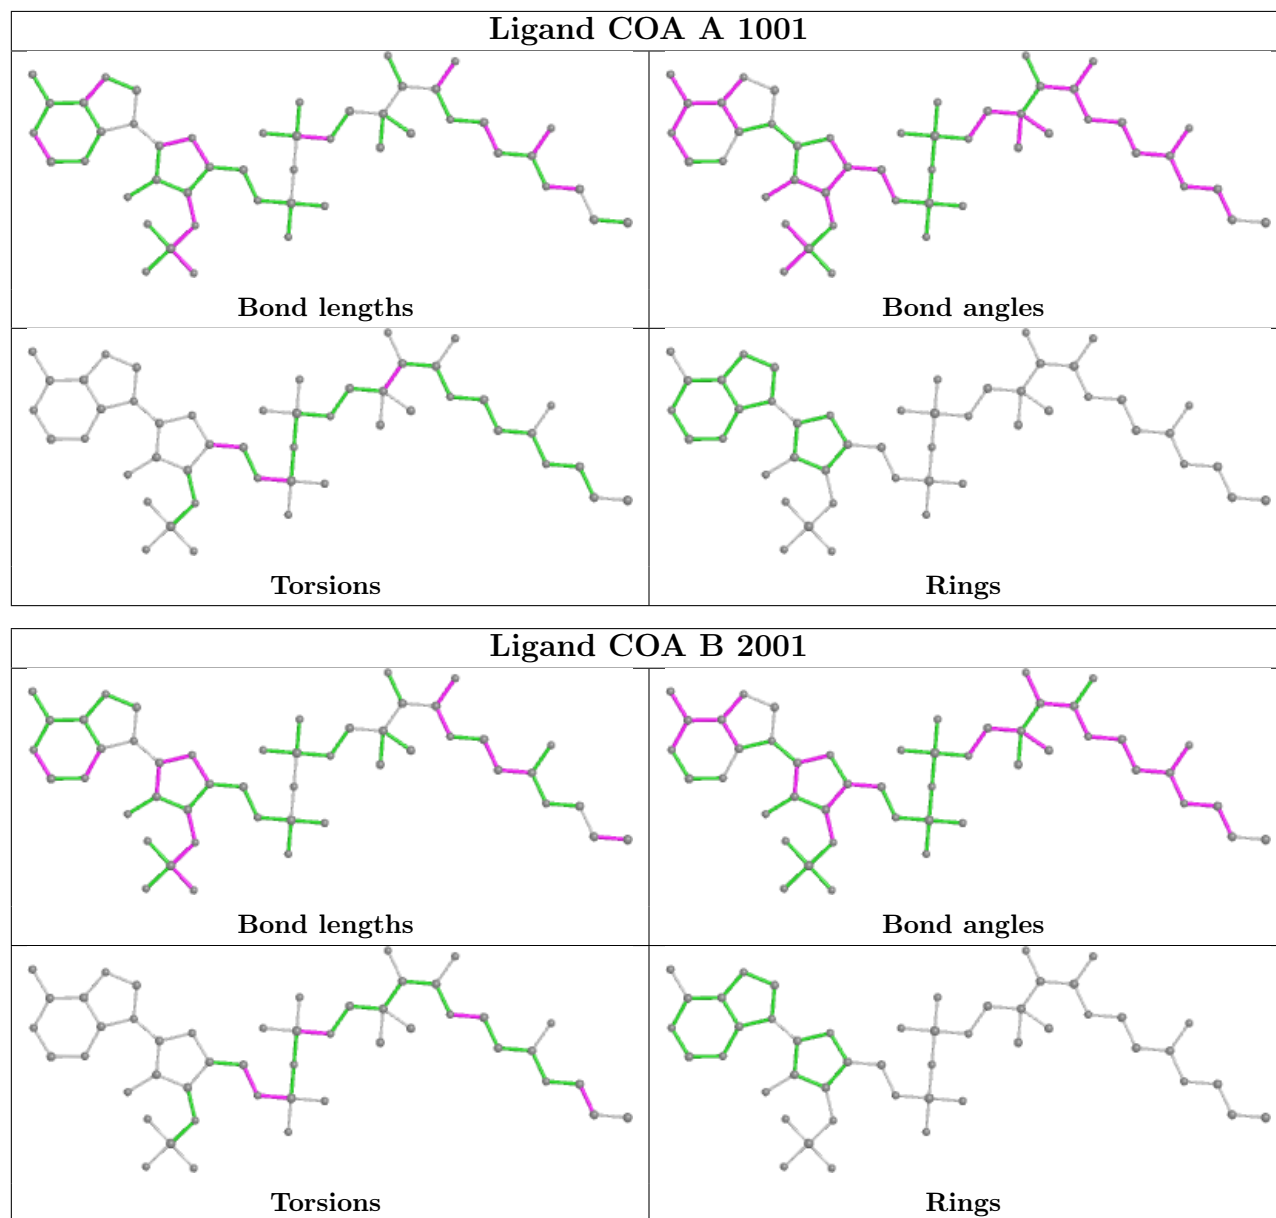 Ligand COA A 1001
Bond lengths
Bond angles
Torsions
Rings
Ligand COA B 2001
Bond lengths
Bond angles
Torsions
Rings